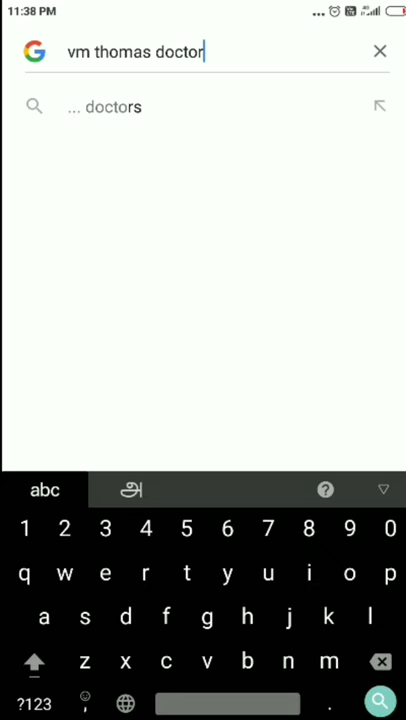 11:38 PM
vm thomas doctor
... doctors
abc அ
1 2 3 4 5 6 7 8 9 0
q w e r t y u i o p
a s d f g h j k l
z x c v b n m
?123 , .